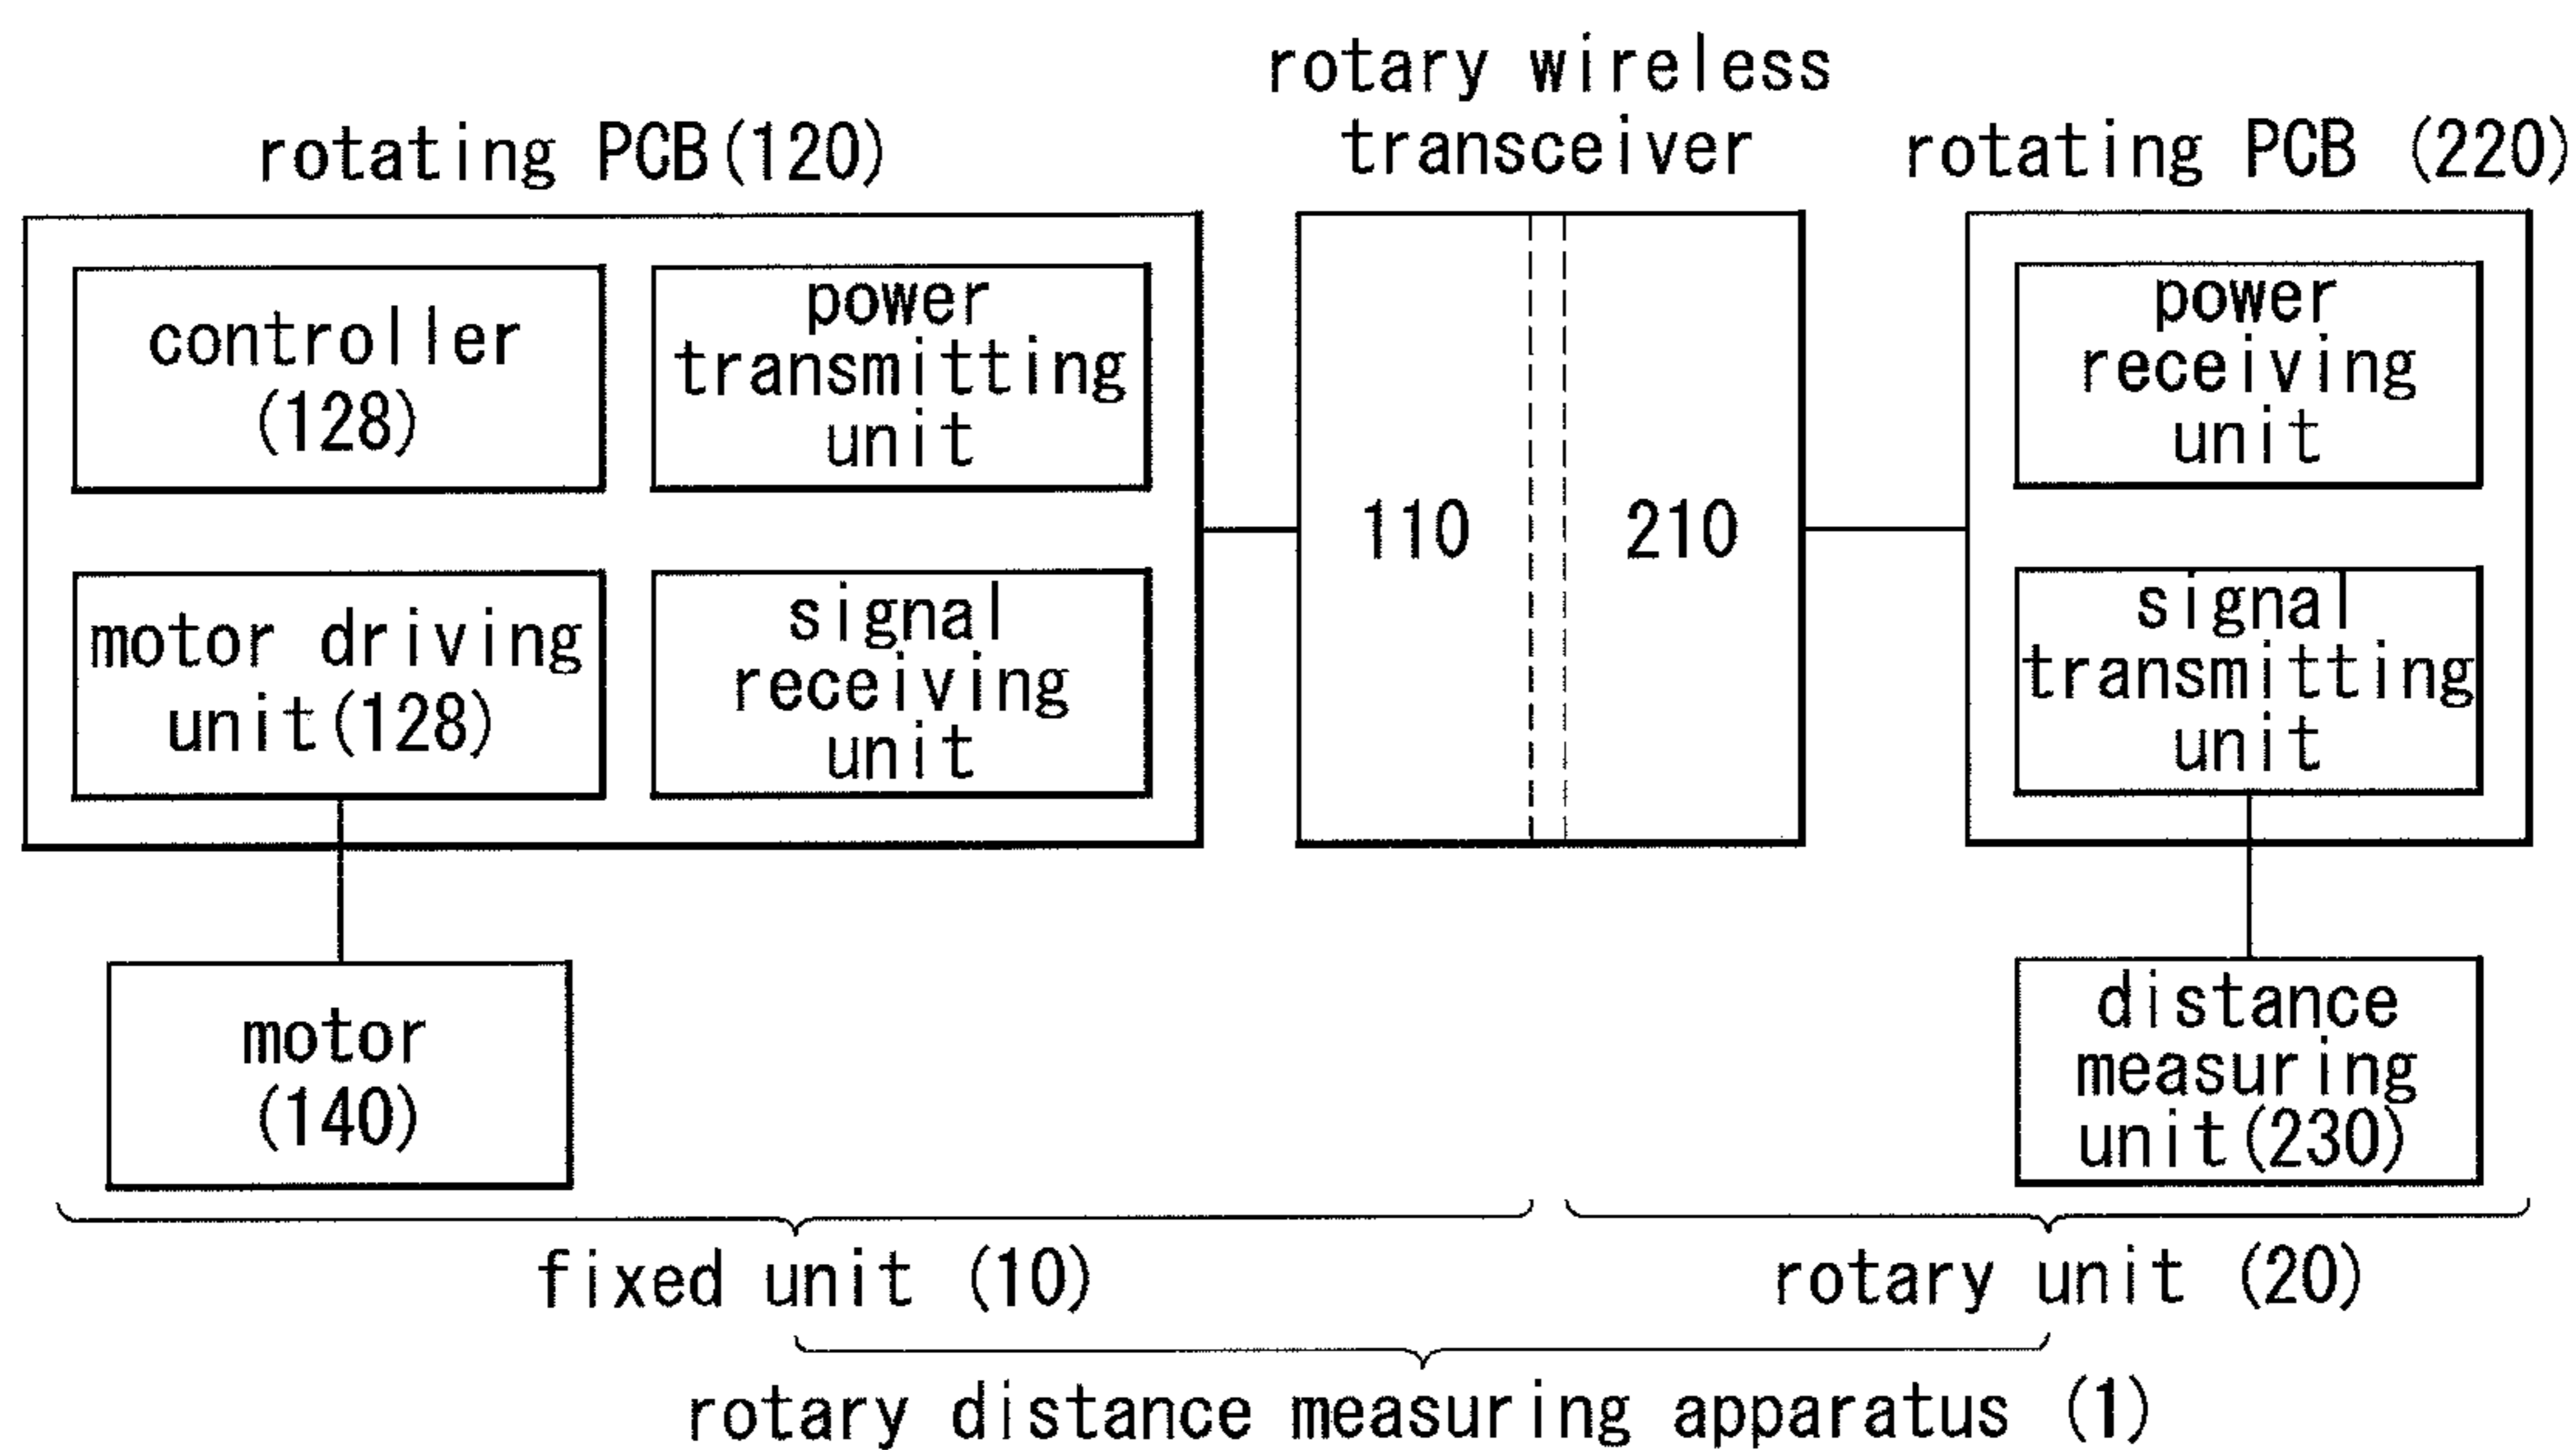 rotary wireless
transceiver
rotating PCB(120)
rotating PCB (220)
controller
(128)
power
transmitting
unit
motor driving
unit(128)
signal
receiving
unit
110
210
power
receiving
unit
signal
transmitting
unit
motor
(140)
distance
measuring
unit(230)
fixed unit (10)
rotary unit (20)
rotary distance measuring apparatus (1)